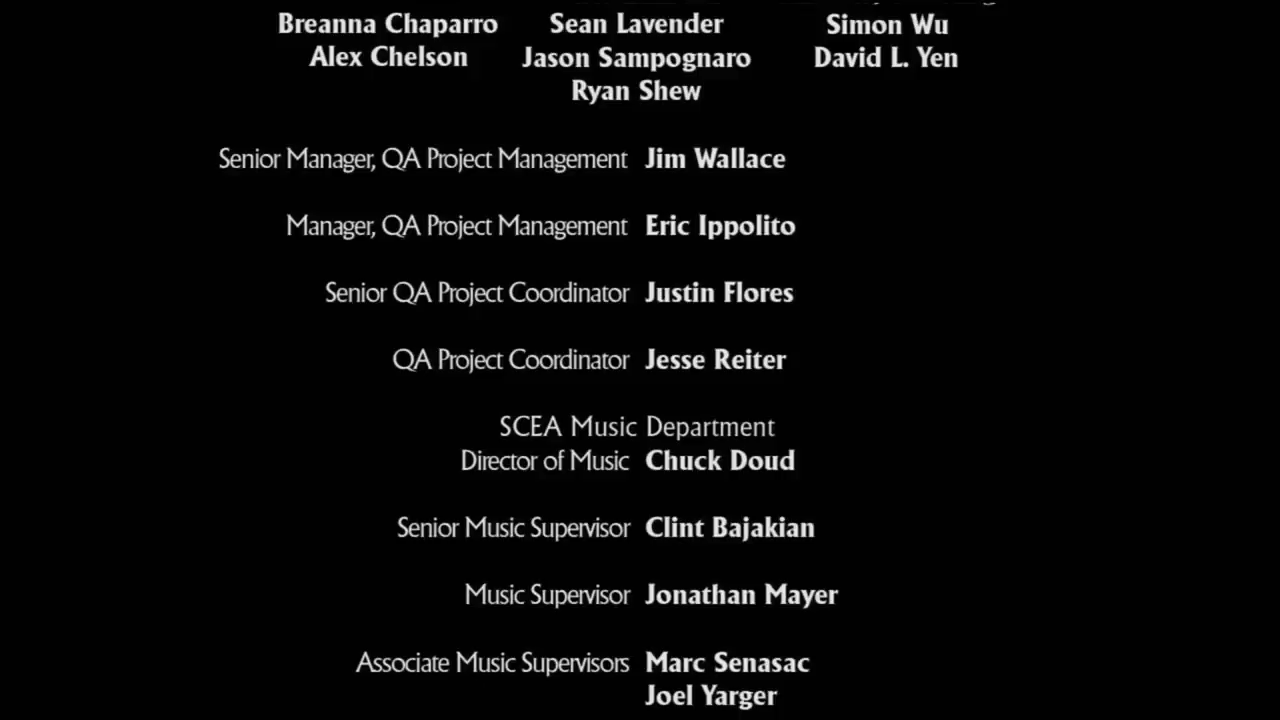 Breanna Chaparro Sean Lavender Simon Wu
Alex Chelson Jason Sampognaro David L. Yen
Ryan Shew
Senior Manager, QA Project Management Jim Wallace
Manager, QA Project Management Eric Ippolito
Senior QA Project Coordinator Justin Flores
QA Project Coordinator Jesse Reiter
SCEA Music Department
Director of Music Chuck Doud
Senior Music Supervisor Clint Bajakian
Music Supervisor Jonathan Mayer
Associate Music Supervisors Marc Senasac
Joel Yarger